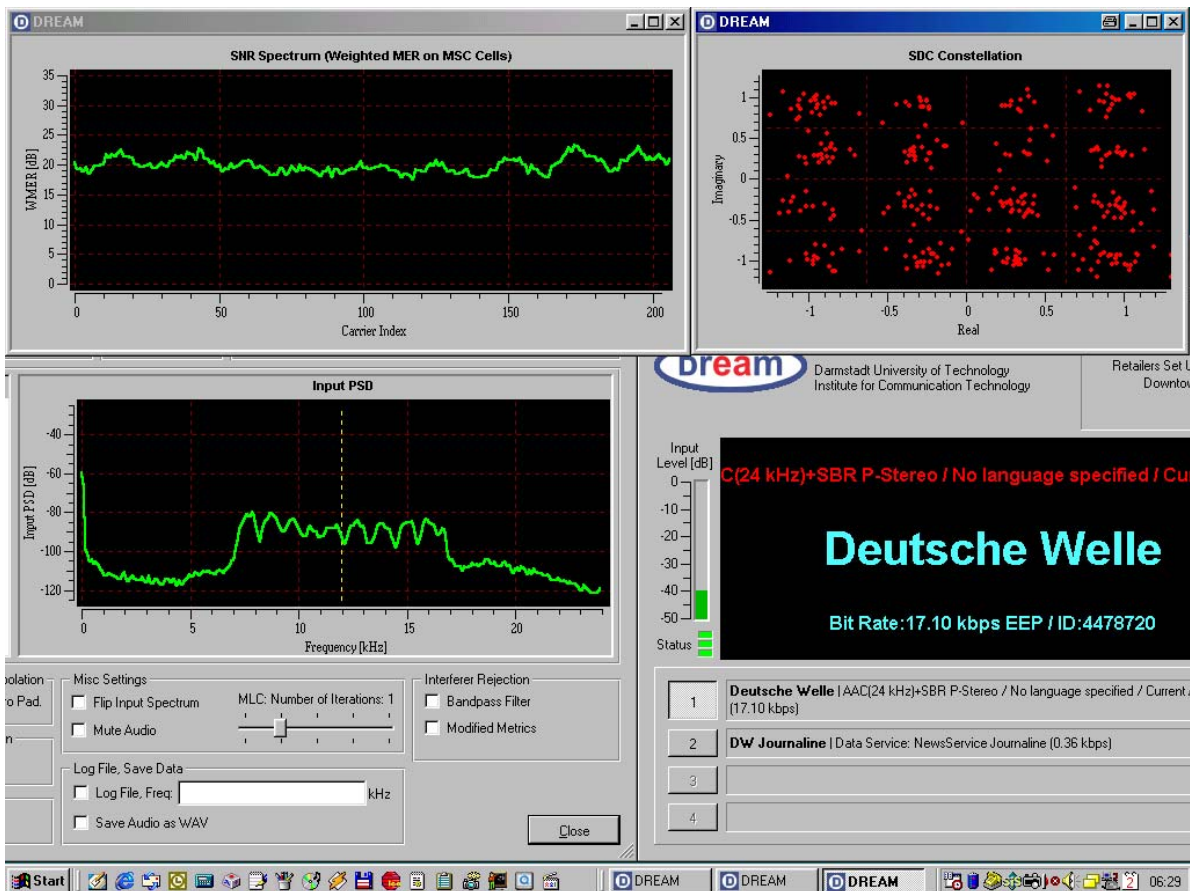 DREAM
SNR Spectrum (Weighted MER on MSC Cells)
WMER [dB]
35
30
25
20
15
10
5
0
0 50 100 150 200
Carrier Index
DREAM
SDC Constellation
Imaginary
1
0.5
0
-0.5
-1
-1 -0.5 0 0.5 1
Real
Input PSD
Input PSD [dB]
-40
-60
-80
-100
-120
0 5 10 15 20
Frequency [kHz]
Dream
Darmstadt University of Technology
Institute for Communication Technology
Retailers Set U
Downtow
Input
Level [dB]
0
-10
-20
-30
-40
-50
Status
C(24 kHz)+SBR P-Stereo / No language specified / Cu
Deutsche Welle
Bit Rate:17.10 kbps EEP / ID:4478720
polation
ro Pad.
n
Misc Settings
Flip Input Spectrum
Mute Audio
MLC: Number of Iterations: 1
Interferer Rejection
Bandpass Filter
Modified Metrics
Log File, Save Data
Log File, Freq: kHz
Save Audio as WAV
Close
1 Deutsche Welle | AAC(24 kHz)+SBR P-Stereo / No language specified / Current
(17.10 kbps)
2 DW Journaline | Data Service: NewsService Journaline (0.36 kbps)
3
4
Start
DREAM
DREAM
DREAM
06:29